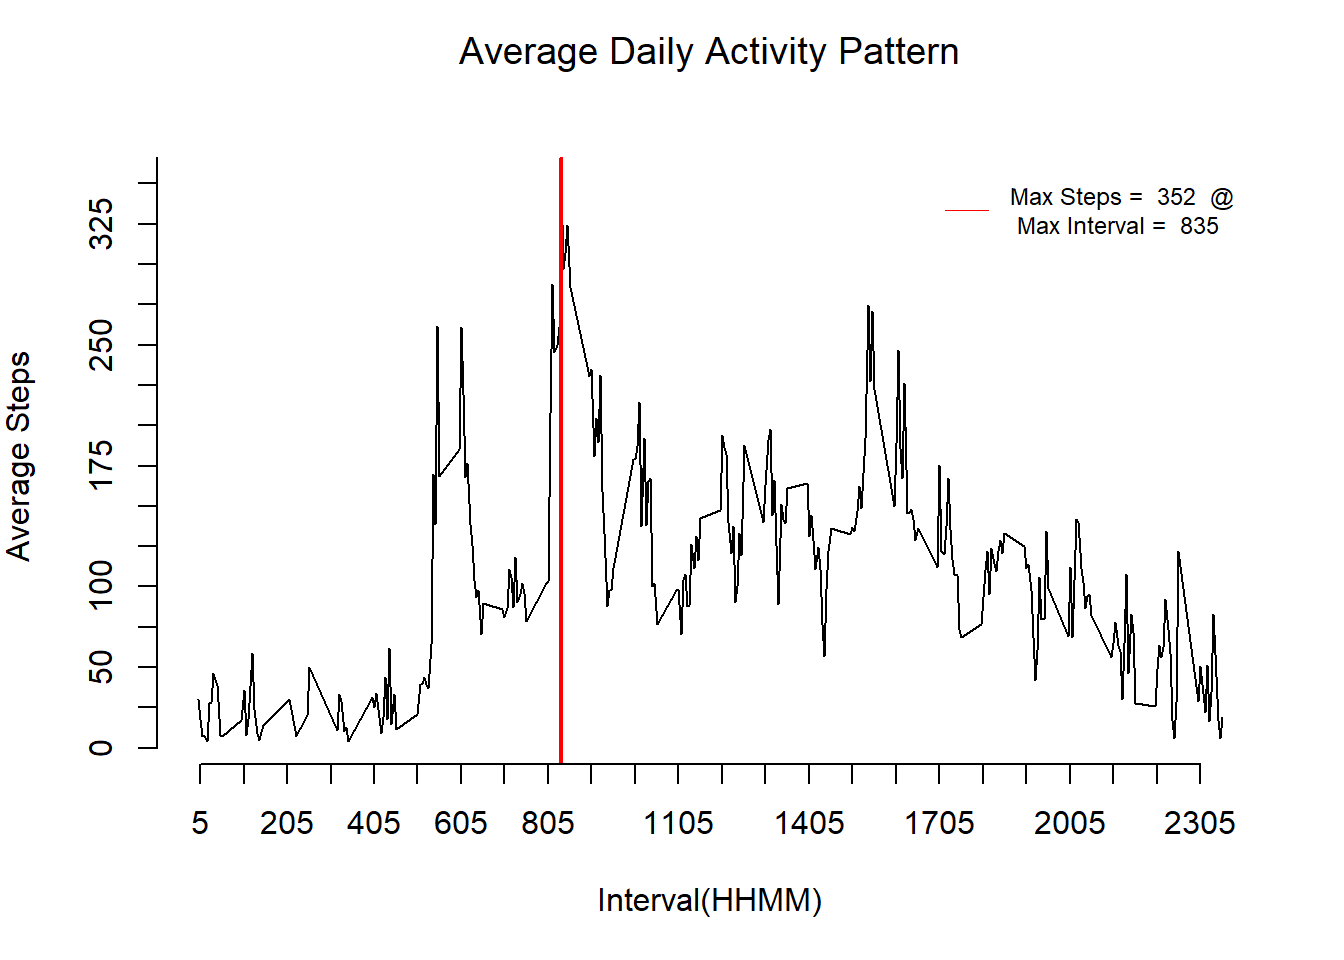 Average Daily Activity Pattern
Max Steps = 352 @
Max Interval = 835
Average Steps
325
250
175
100
50
0
5 205 405 605 805 1105 1405 1705 2005 2305
Interval(HHMM)